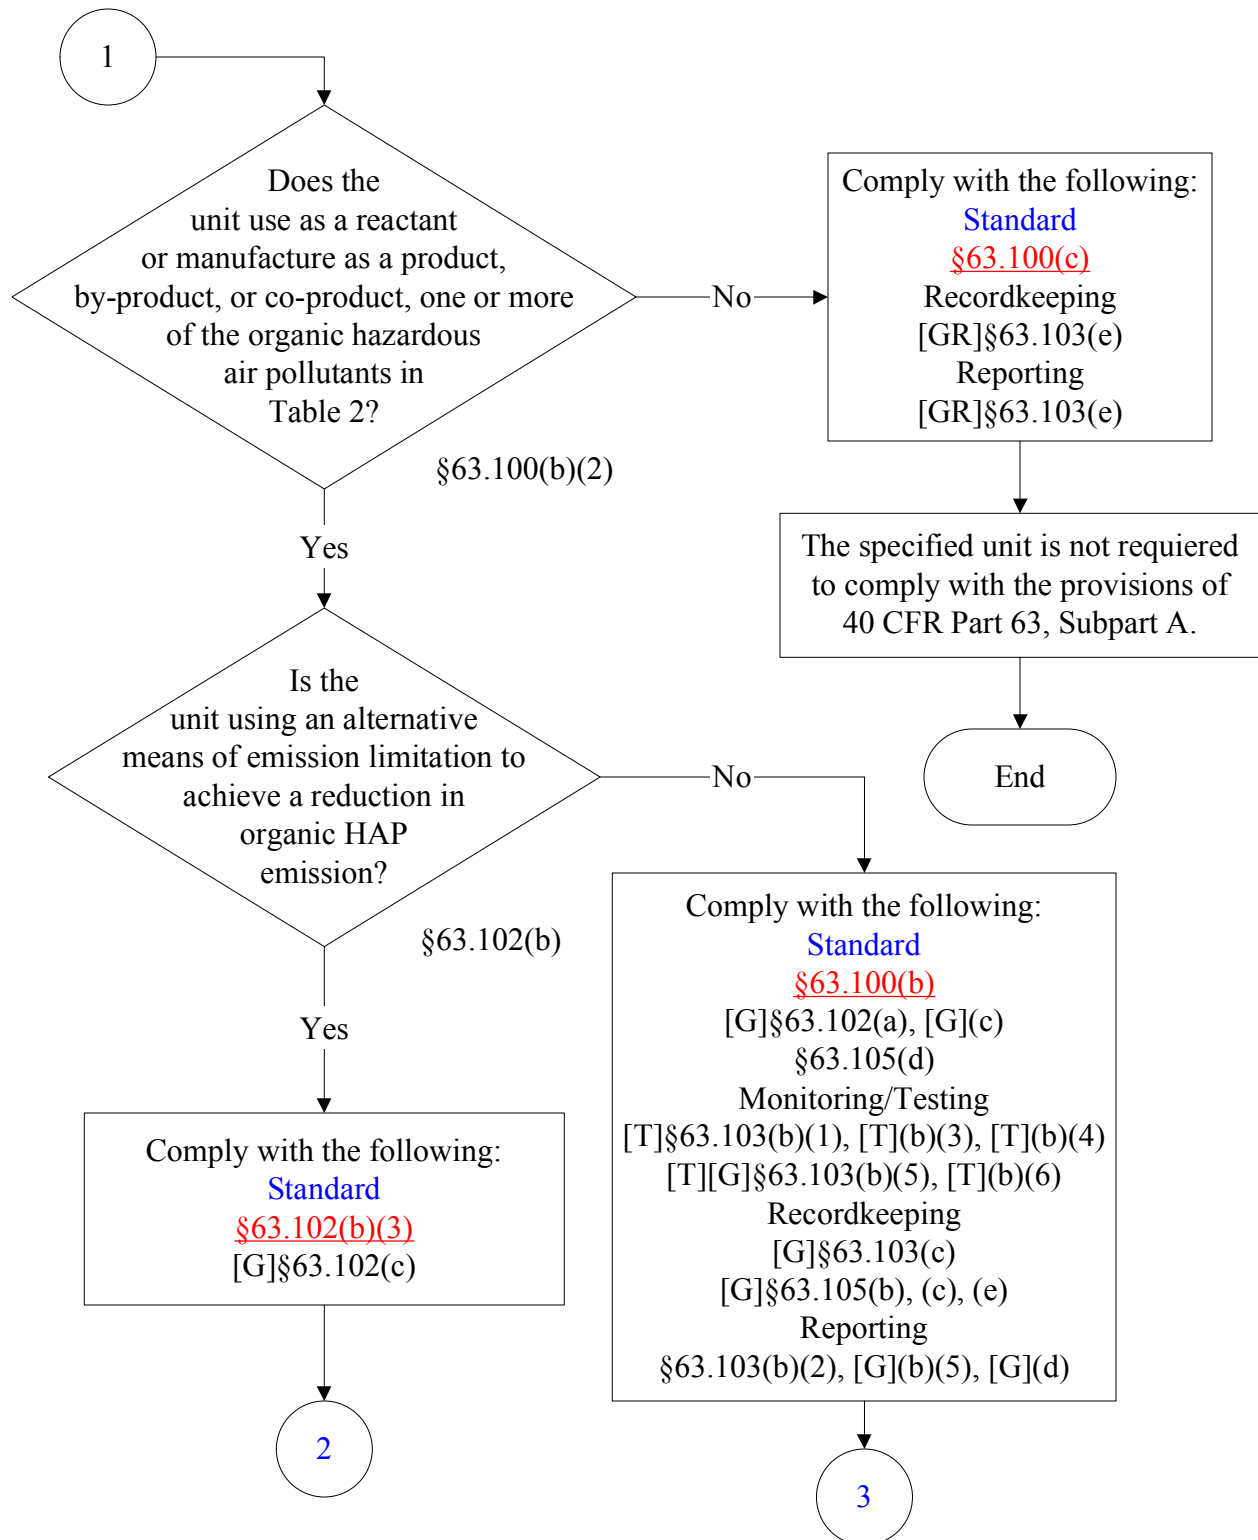 1
Does the
unit use as a reactant
or manufacture as a product,
by-product, or co-product, one or more
of the organic hazardous
air pollutants in
Table 2?
§63.100(b)(2)
No
Comply with the following:
Standard
§63.100(c)
Recordkeeping
[GR]§63.103(e)
Reporting
[GR]§63.103(e)
The specified unit is not requiered
to comply with the provisions of
40 CFR Part 63, Subpart A.
End
Yes
Is the
unit using an alternative
means of emission limitation to
achieve a reduction in
organic HAP
emission?
§63.102(b)
No
Comply with the following:
Standard
§63.100(b)
[G]§63.102(a), [G](c)
§63.105(d)
Monitoring/Testing
[T]§63.103(b)(1), [T](b)(3), [T](b)(4)
[T][G]§63.103(b)(5), [T](b)(6)
Recordkeeping
[G]§63.103(c)
[G]§63.105(b), (c), (e)
Reporting
§63.103(b)(2), [G](b)(5), [G](d)
3
Yes
Comply with the following:
Standard
§63.102(b)(3)
[G]§63.102(c)
2